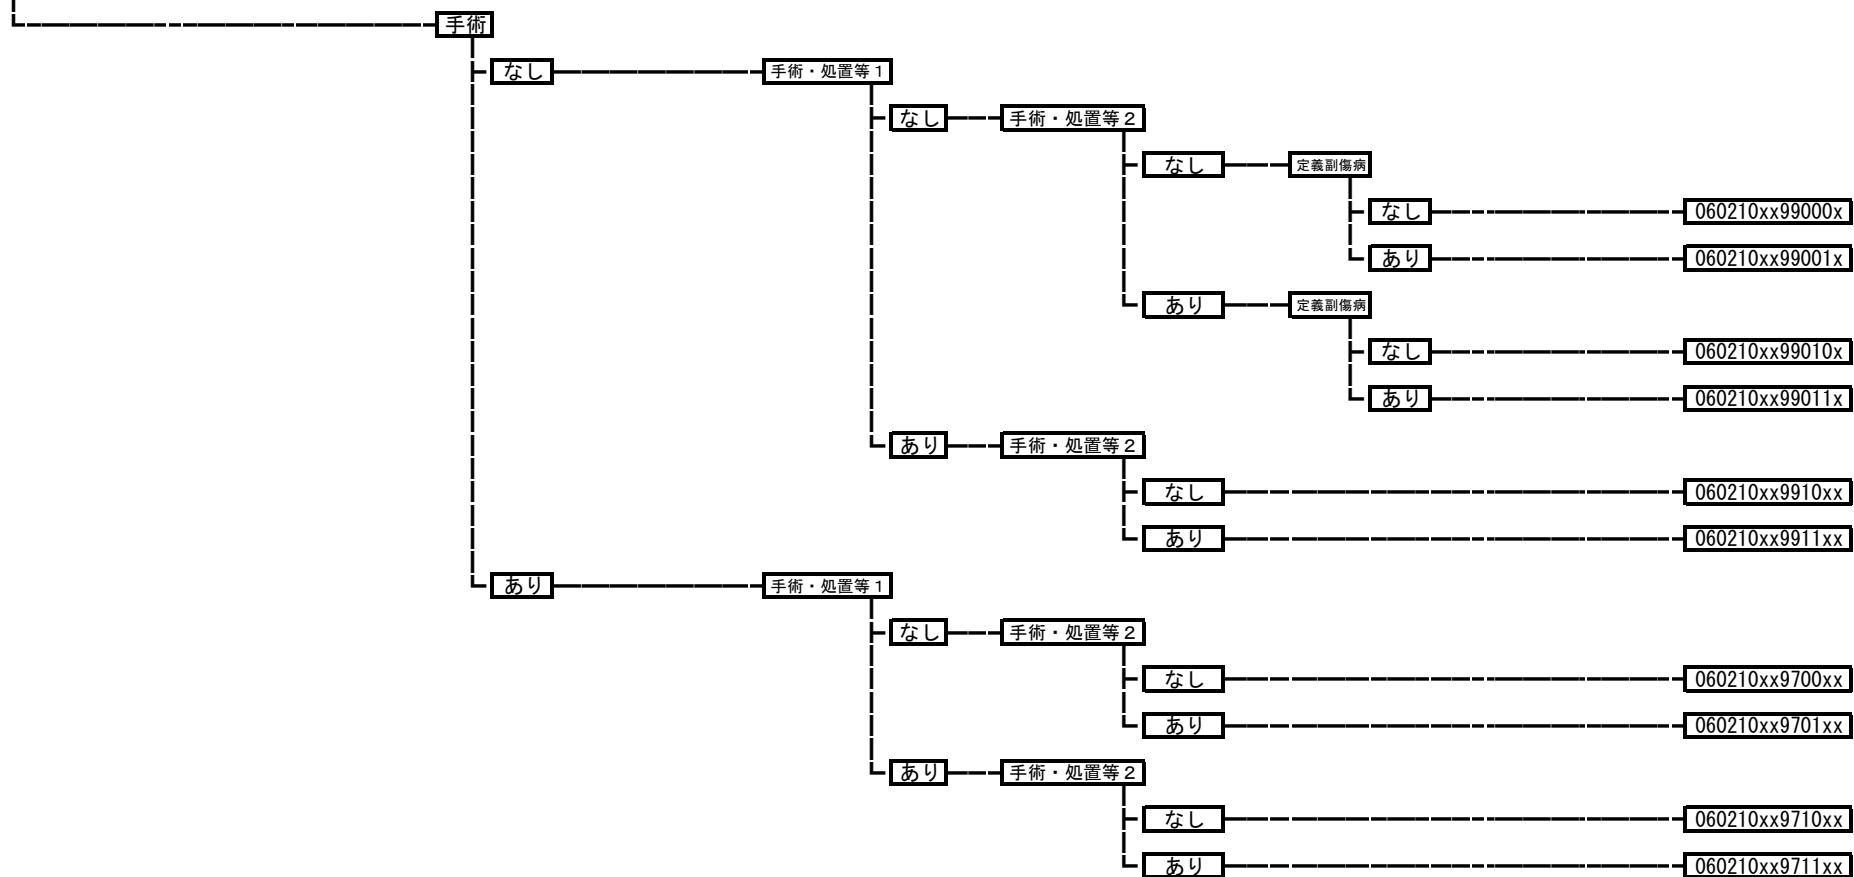 手術
なし 手術・処置等1
なし 手術・処置等2
なし 定義副傷病
なし 060210xx99000x
あり 060210xx99001x
あり 定義副傷病
なし 060210xx99010x
あり 060210xx99011x
あり 手術・処置等2
なし 060210xx9910xx
あり 060210xx9911xx
あり 手術・処置等1
なし 手術・処置等2
なし 060210xx9700xx
あり 060210xx9701xx
あり 手術・処置等2
なし 060210xx9710xx
あり 060210xx9711xx